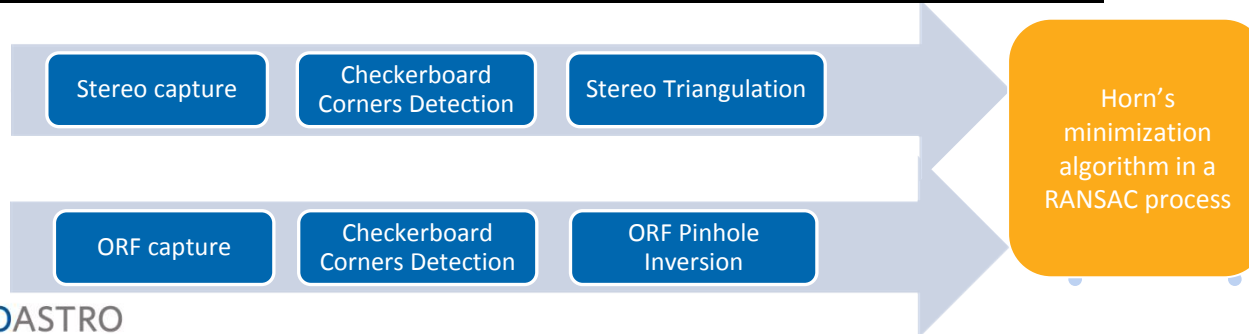 Stereo capture
Checkerboard
Corners Detection
Stereo Triangulation
Horn's
minimization
algorithm in a
RANSAC process
ORF capture
Checkerboard
Corners Detection
ORF Pinhole
Inversion
DASTRO